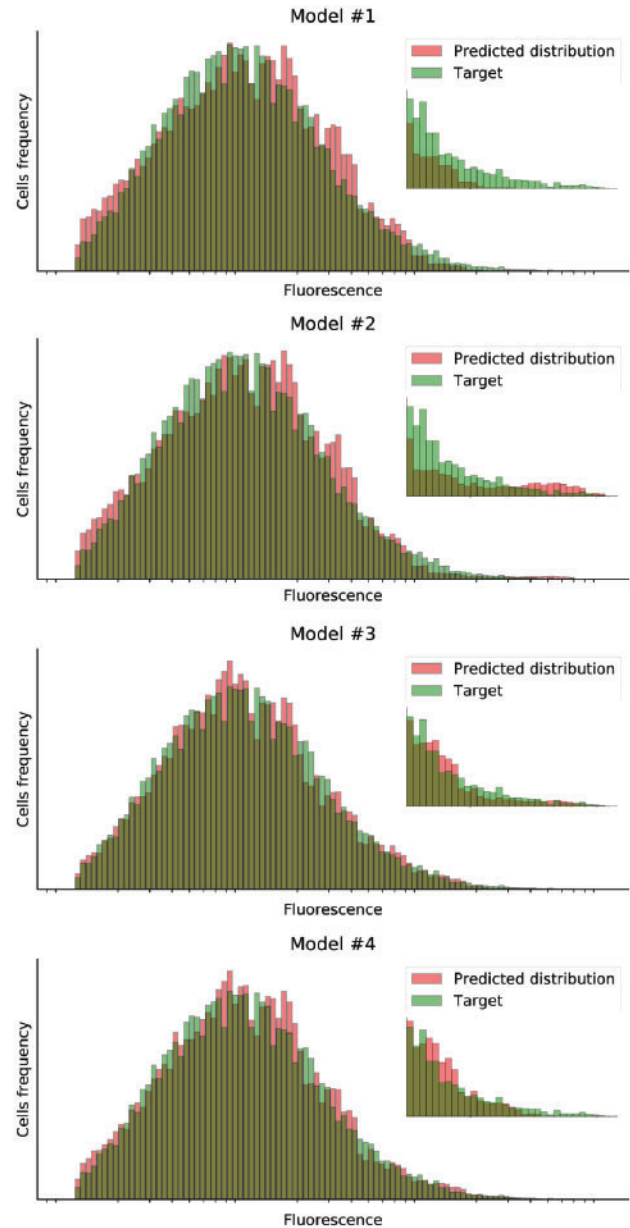 Model #1
Predicted distribution
Target
Cells frequency
Fluorescence
Model #2
Predicted distribution
Target
Cells frequency
Fluorescence
Model #3
Predicted distribution
Target
Cells frequency
Fluorescence
Model #4
Predicted distribution
Target
Cells frequency
Fluorescence